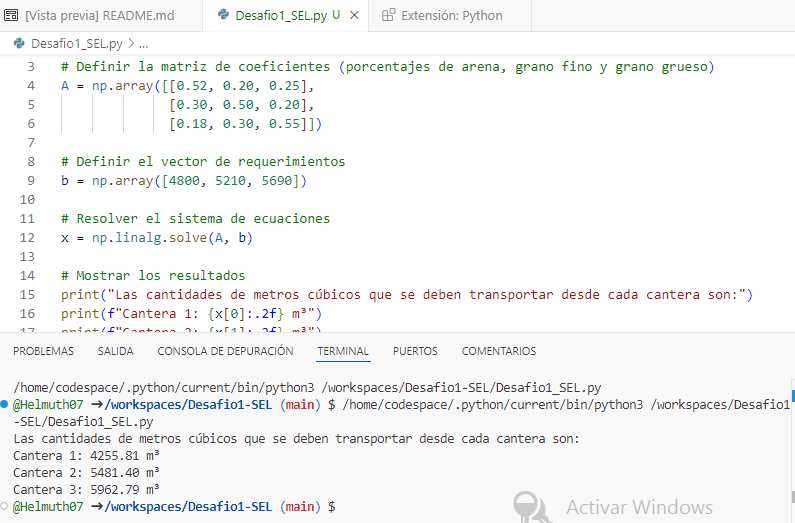 [Vista previa] README.md
Desafio1_SEL.py U ×
Extensión: Python
Desafio1_SEL.py > ...
3 # Definir la matriz de coeficientes (porcentajes de arena, grano fino y grano grueso)
4 A = np.array([[0.52, 0.20, 0.25],
5 [0.30, 0.50, 0.20],
6 [0.18, 0.30, 0.55]])
7
8 # Definir el vector de requerimientos
9 b = np.array([4800, 5210, 5690])
10
11 # Resolver el sistema de ecuaciones
12 x = np.linalg.solve(A, b)
13
14 # Mostrar los resultados
15 print("Las cantidades de metros cúbicos que se deben transportar desde cada cantera son:")
16 print(f"Cantera 1: {x[0]:.2f} m³")
17 print(f"Cantera 2: {x[1]:.2f} m³")
PROBLEMAS SALIDA CONSOLA DE DEPURACIÓN TERMINAL PUERTOS COMENTARIOS
/home/codespace/.python/current/bin/python3 /workspaces/Desafio1-SEL/Desafio1_SEL.py
@Helmuth07 ➜/workspaces/Desafio1-SEL (main) $ /home/codespace/.python/current/bin/python3 /workspaces/Desafio1
-SEL/Desafio1_SEL.py
Las cantidades de metros cúbicos que se deben transportar desde cada cantera son:
Cantera 1: 4255.81 m³
Cantera 2: 5481.40 m³
Cantera 3: 5962.79 m³
@Helmuth07 ➜/workspaces/Desafio1-SEL (main) $
Activar Windows